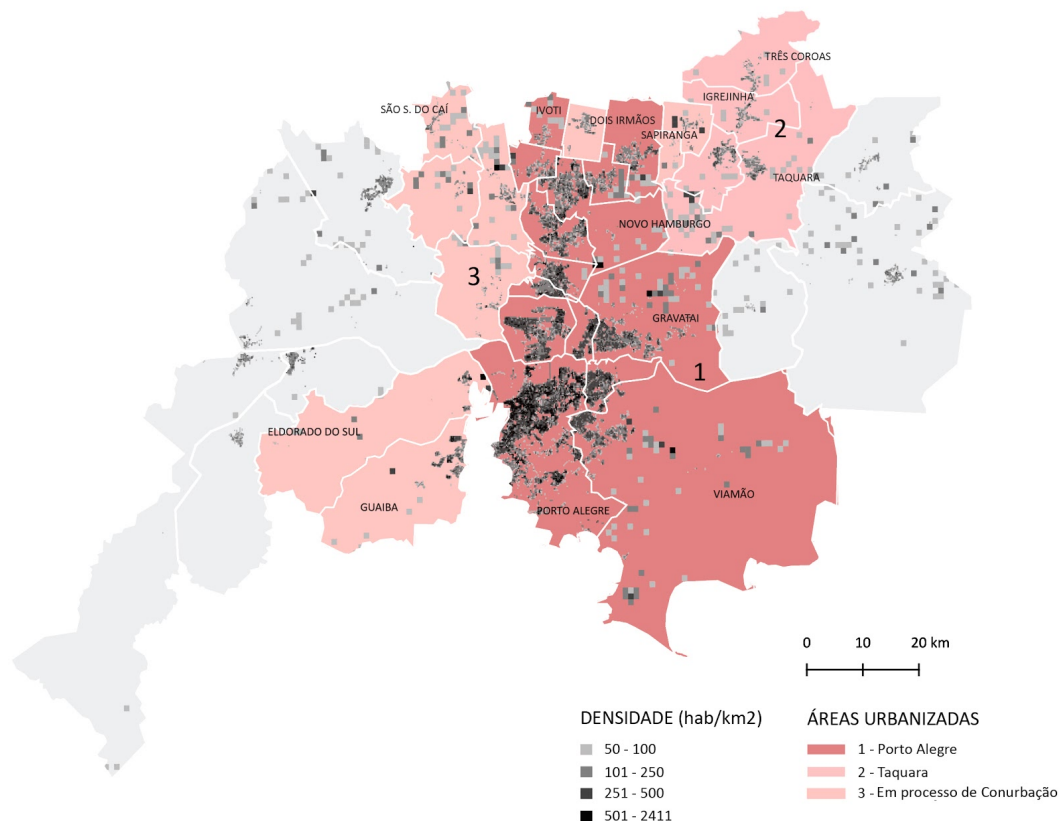 TRÊS COROAS
IGREJINHA
SÃO S. DO CAÍ
IVOTI
DOIS IRMÃOS
SAPIRANGA
2
TAQUARA
NOVO HAMBURGO
3
GRAVATAI
1
ELDORADO DO SUL
VIAMÃO
GUAIBA
PORTO ALEGRE
0 10 20 km
DENSIDADE (hab/km2)
50 - 100
101 - 250
251 - 500
501 - 2411
ÁREAS URBANIZADAS
1 - Porto Alegre
2 - Taquara
3 - Em processo de Conurbação